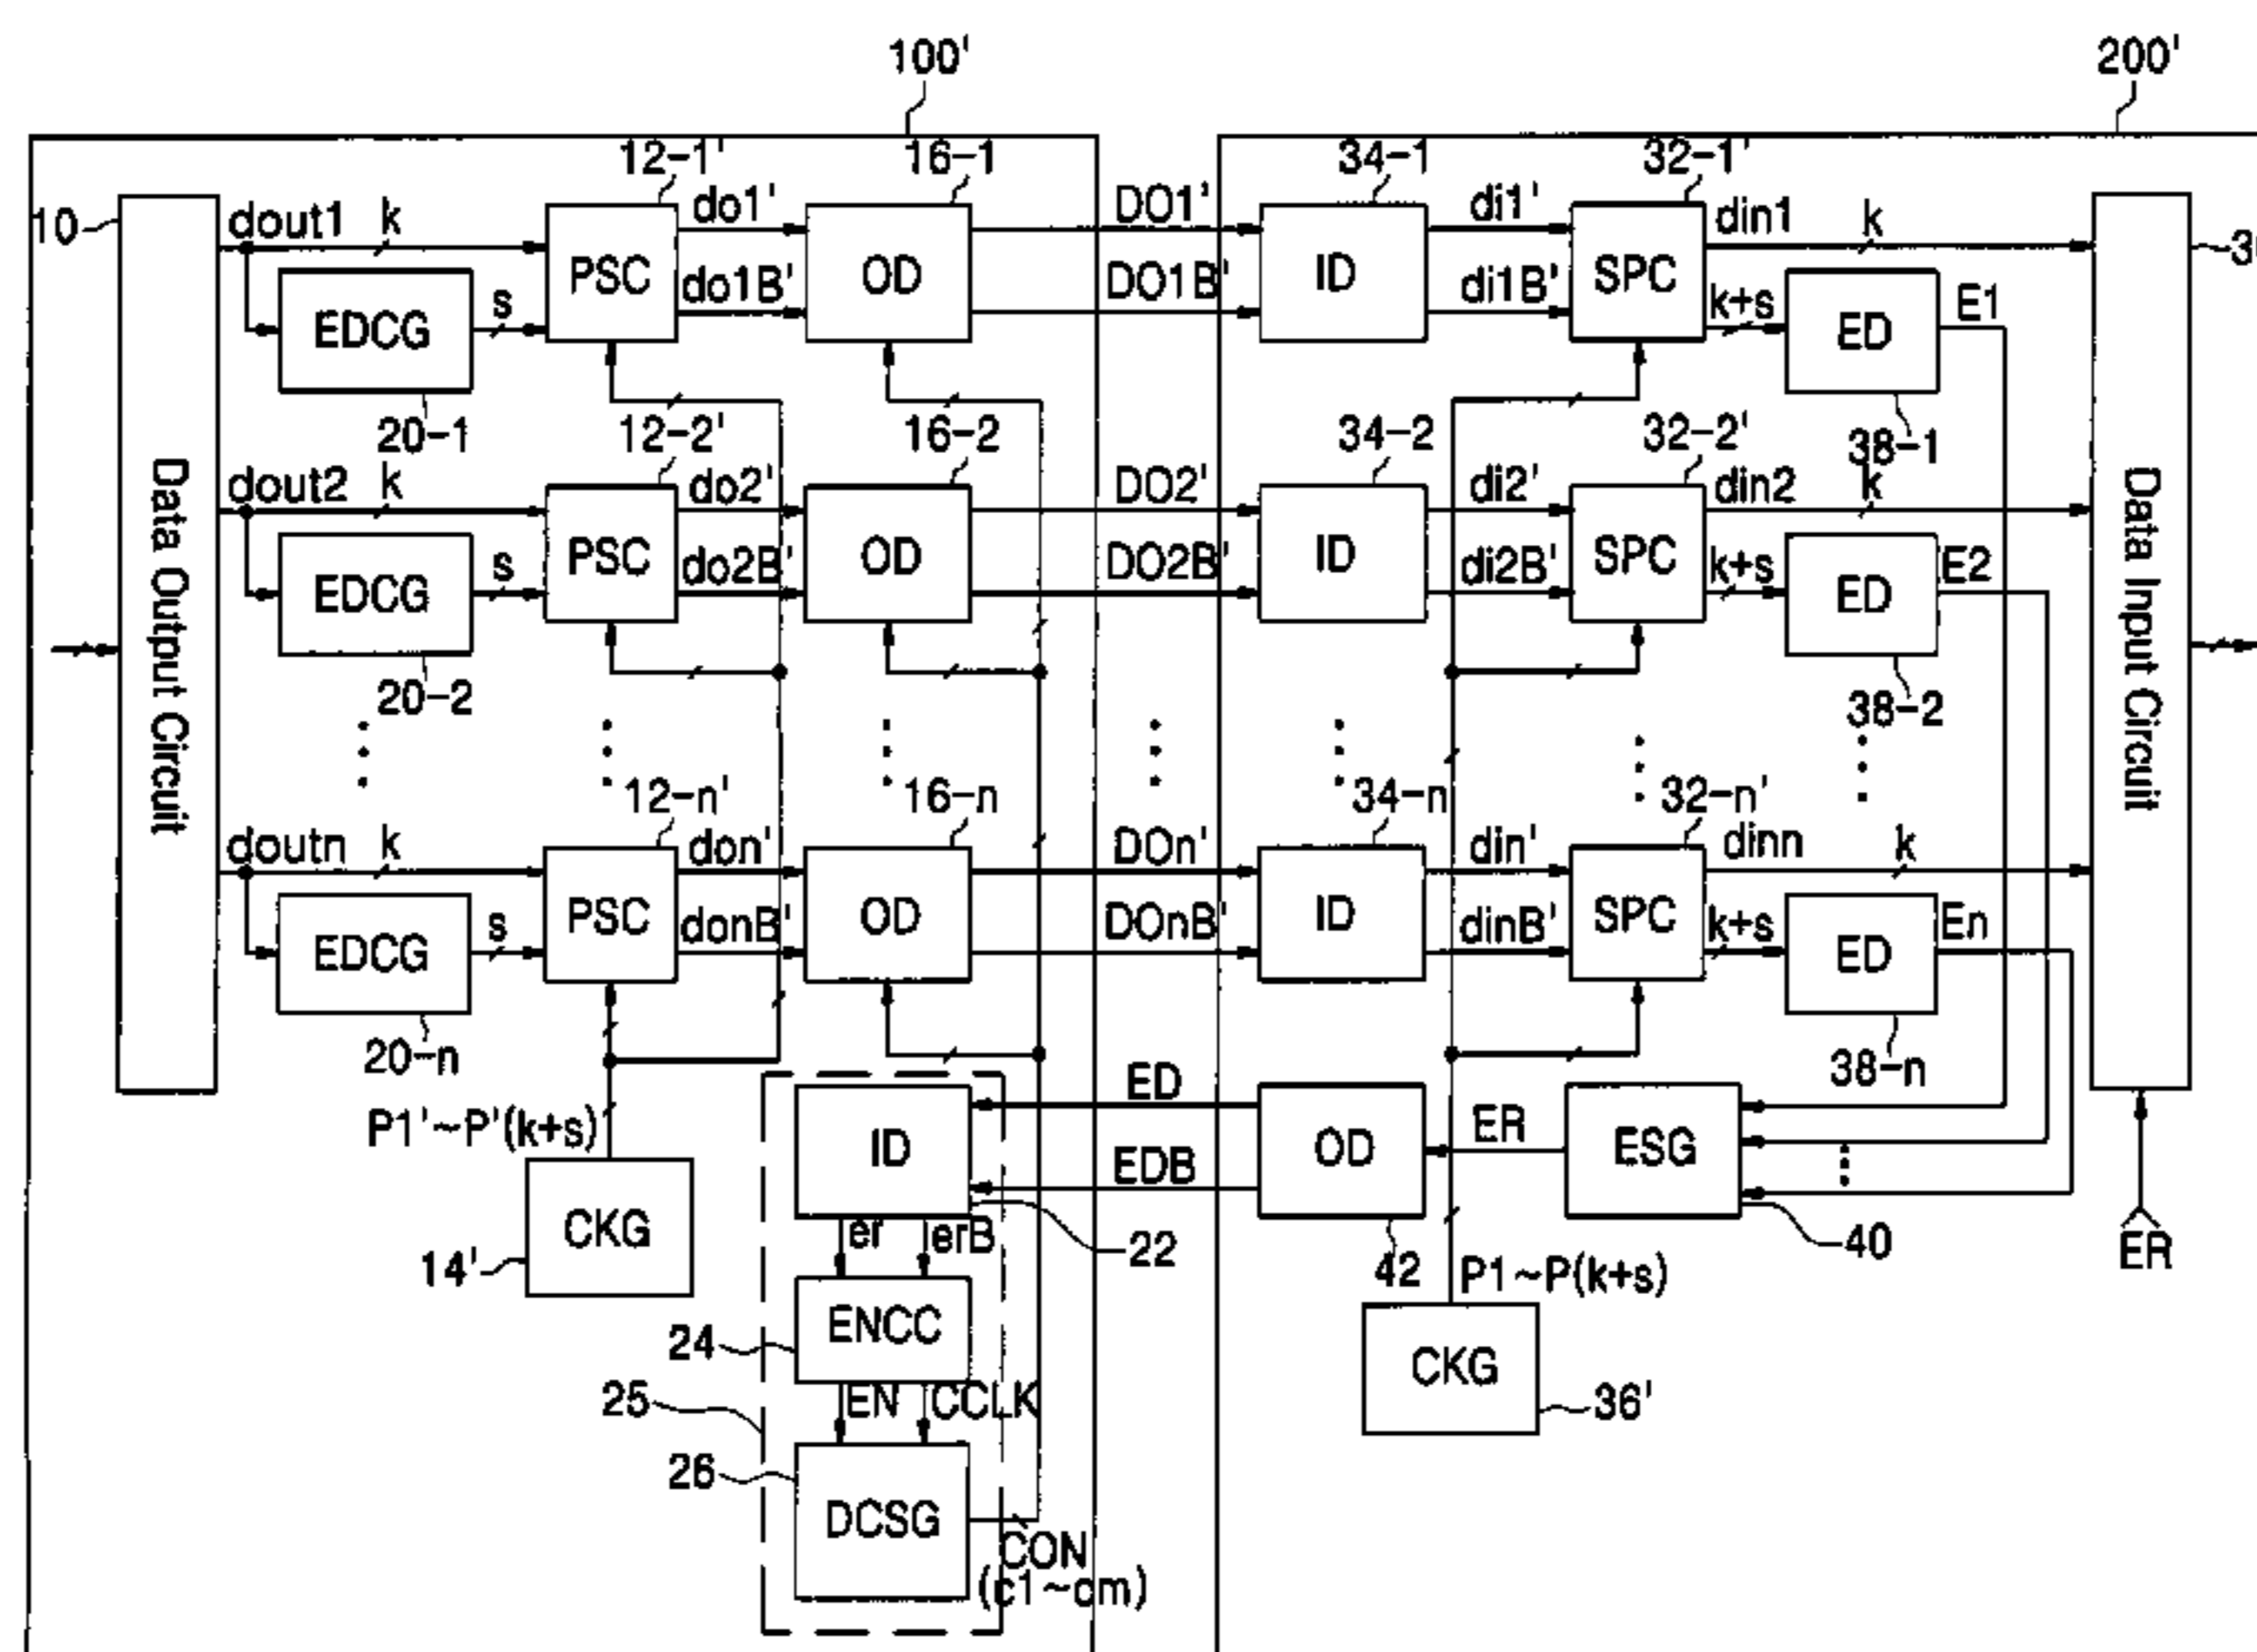 100' 200'
12-1' 16-1 34-1 32-1'
10 dout1 k do1' DO1' di1' din1 k 30
PSC OD ID SPC
do1B' DO1B' di1B' k+s E1
EDCG s ED
20-1 12-2' 16-2 34-2 32-2' 38-1
dout2 k do2' DO2' di2' din2 k
PSC OD ID SPC
do2B' DO2B' di2B' k+s E2
EDCG s ED
20-2 38-2
Data Output Circuit
Data Input Circuit
12-n' 16-n 34-n 32-n'
doutn k don' DOn' din' dinn k
PSC OD ID SPC
donB' DOnB' dinB' k+s En
EDCG s ED
20-n 38-n
P1'~P'(k+s) ID ED OD ER ESG
EDB
CKG er erB 22 42 40 ER
14' P1~P(k+s)
24 ENCC CKG
25 EN CCLK 36'
26 DCSG
CON
(c1~cm)